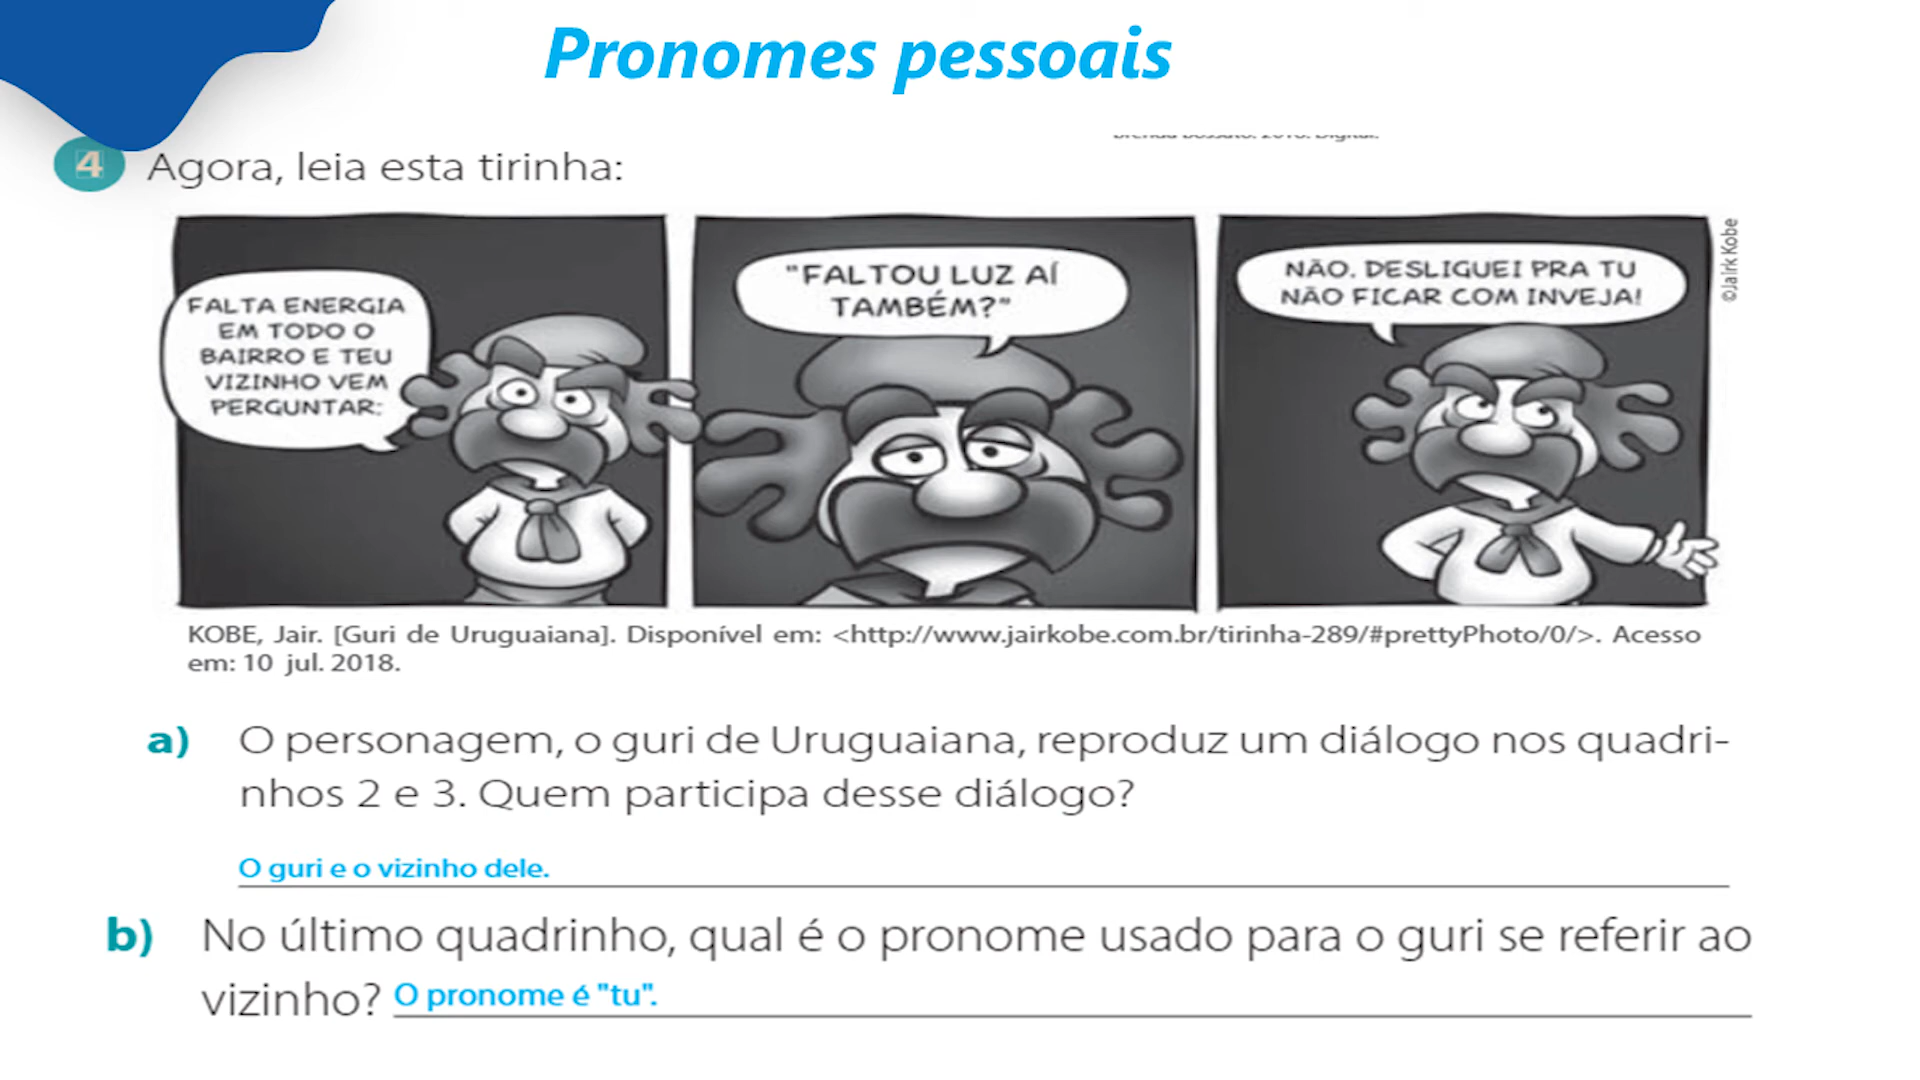 Pronomes pessoais
4 Agora, leia esta tirinha:
FALTA ENERGIA
EM TODO O
BAIRRO E TEU
VIZINHO VEM
PERGUNTAR:
"FALTOU LUZ AÍ
TAMBÉM?"
NÃO. DESLIGUEI PRA TU
NÃO FICAR COM INVEJA!
©Jairk Kobe
KOBE, Jair. [Guri de Uruguaiana]. Disponível em: <http://www.jairkobe.com.br/tirinha-289/#prettyPhoto/0/>. Acesso
em: 10 jul. 2018.
a) O personagem, o guri de Uruguaiana, reproduz um diálogo nos quadri-
nhos 2 e 3. Quem participa desse diálogo?
O guri e o vizinho dele.
b) No último quadrinho, qual é o pronome usado para o guri se referir ao
vizinho? O pronome é "tu".